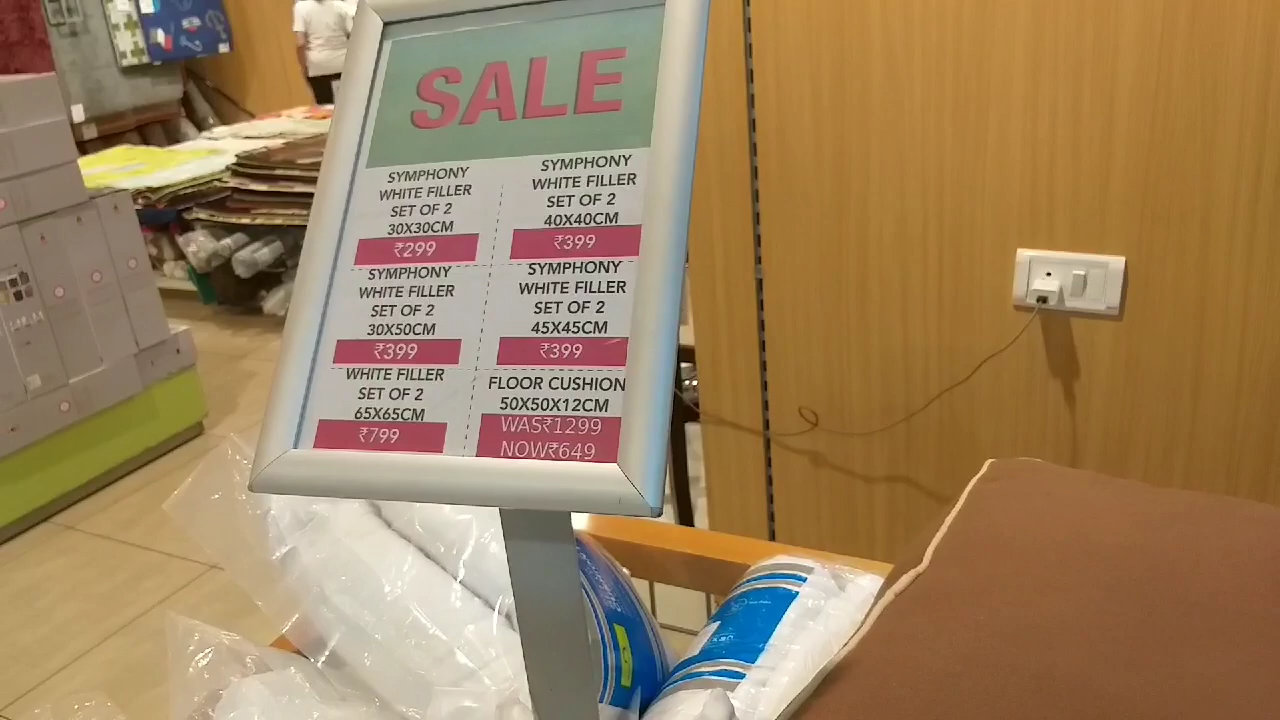 SALE
SYMPHONY
WHITE FILLER
SET OF 2
30X30CM
₹299
SYMPHONY
WHITE FILLER
SET OF 2
40X40CM
₹399
SYMPHONY
WHITE FILLER
SET OF 2
30X50CM
₹399
SYMPHONY
WHITE FILLER
SET OF 2
45X45CM
₹399
WHITE FILLER
SET OF 2
65X65CM
₹799
FLOOR CUSHION
50X50X12CM
WAS₹1299
NOW₹649